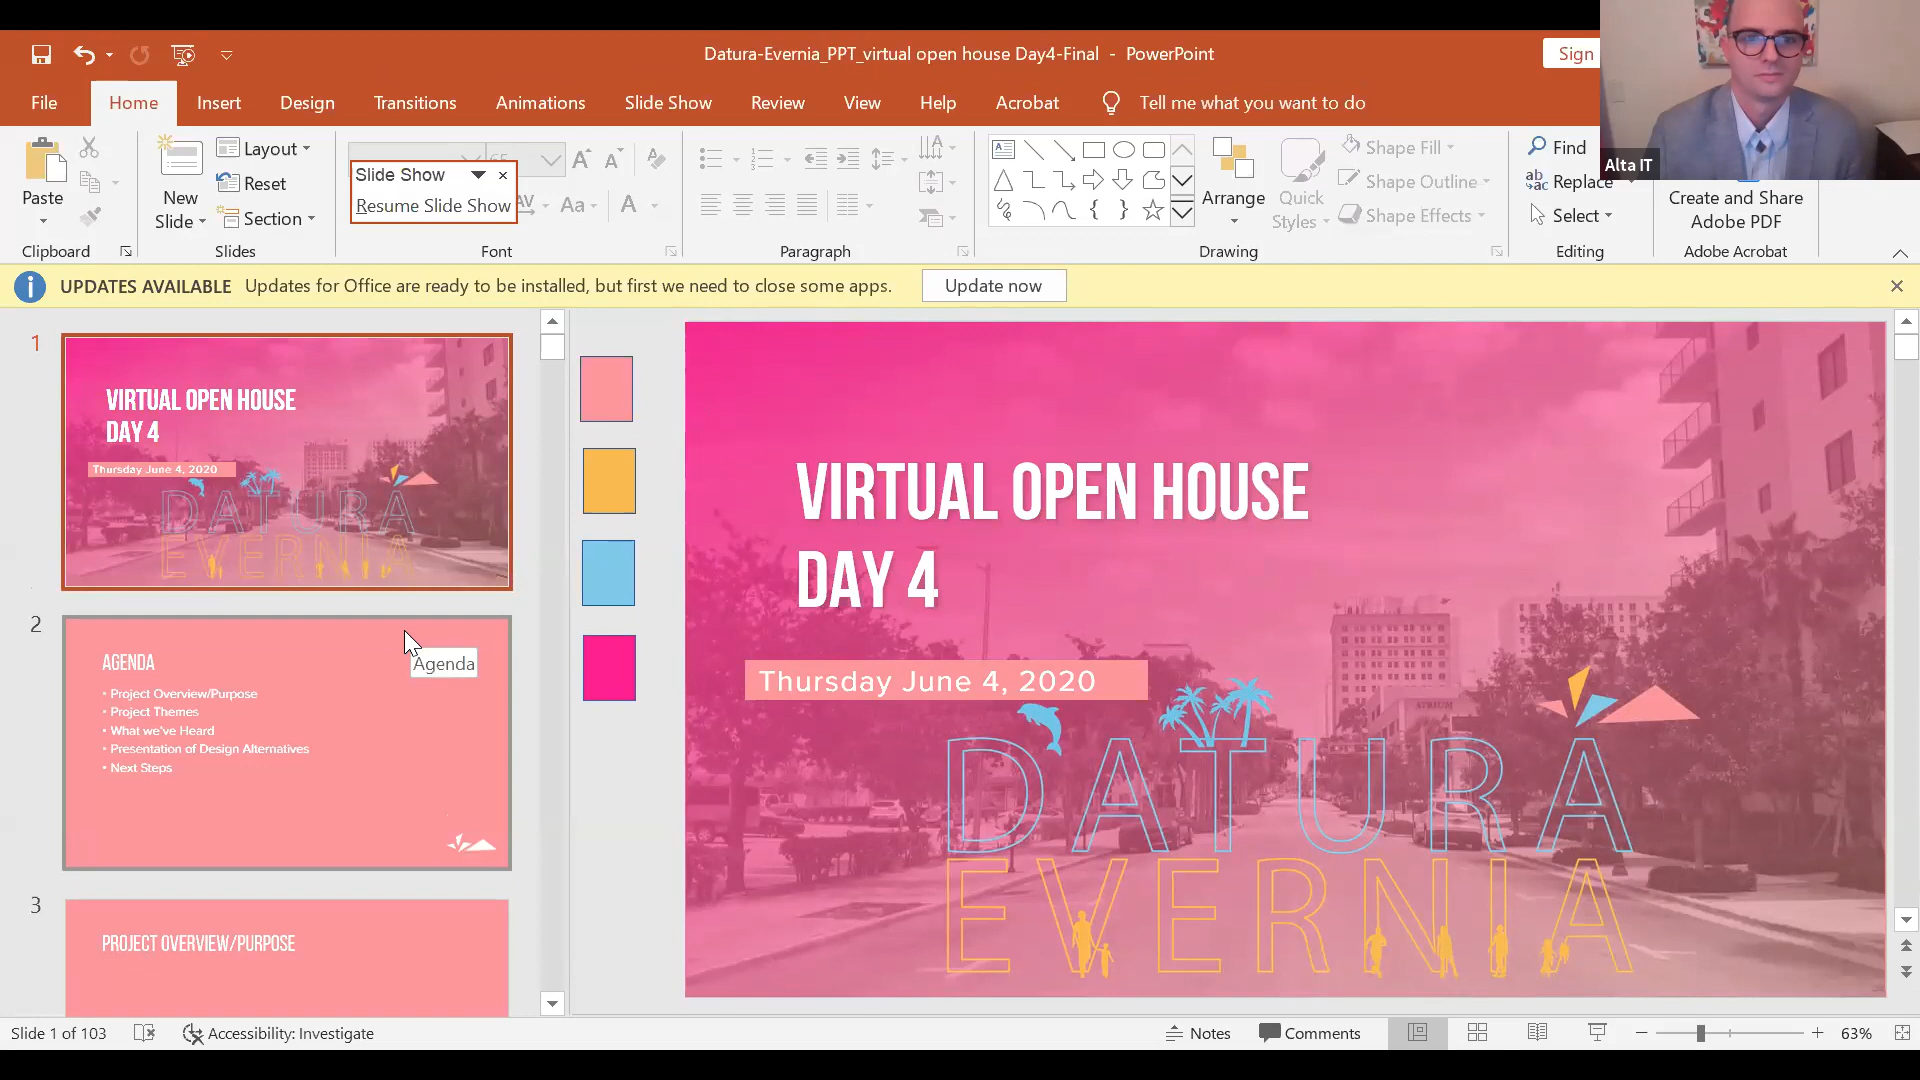 Datura-Evernia_PPT_virtual open house Day4-Final - PowerPoint
Sign
File Home Insert Design Transitions Animations Slide Show Review View Help Acrobat Tell me what you want to do
Alta IT
Paste
Clipboard
New
Slide
Layout
Reset
Section
Slides
Slide Show
Resume Slide Show
Aa
A
Font
Paragraph
Arrange
Quick
Styles
Shape Fill
Shape Outline
Shape Effects
Drawing
Find
Replace
Select
Editing
Create and Share
Adobe PDF
Adobe Acrobat
UPDATES AVAILABLE Updates for Office are ready to be installed, but first we need to close some apps. Update now
1
VIRTUAL OPEN HOUSE
DAY 4
Thursday June 4, 2020
DATURA
EVERNIA
2
AGENDA
• Project Overview/Purpose
• Project Themes
• What we've Heard
• Presentation of Design Alternatives
• Next Steps
Agenda
3
PROJECT OVERVIEW/PURPOSE
VIRTUAL OPEN HOUSE
DAY 4
Thursday June 4, 2020
DATURA
EVERNIA
Slide 1 of 103 Accessibility: Investigate Notes Comments 63%